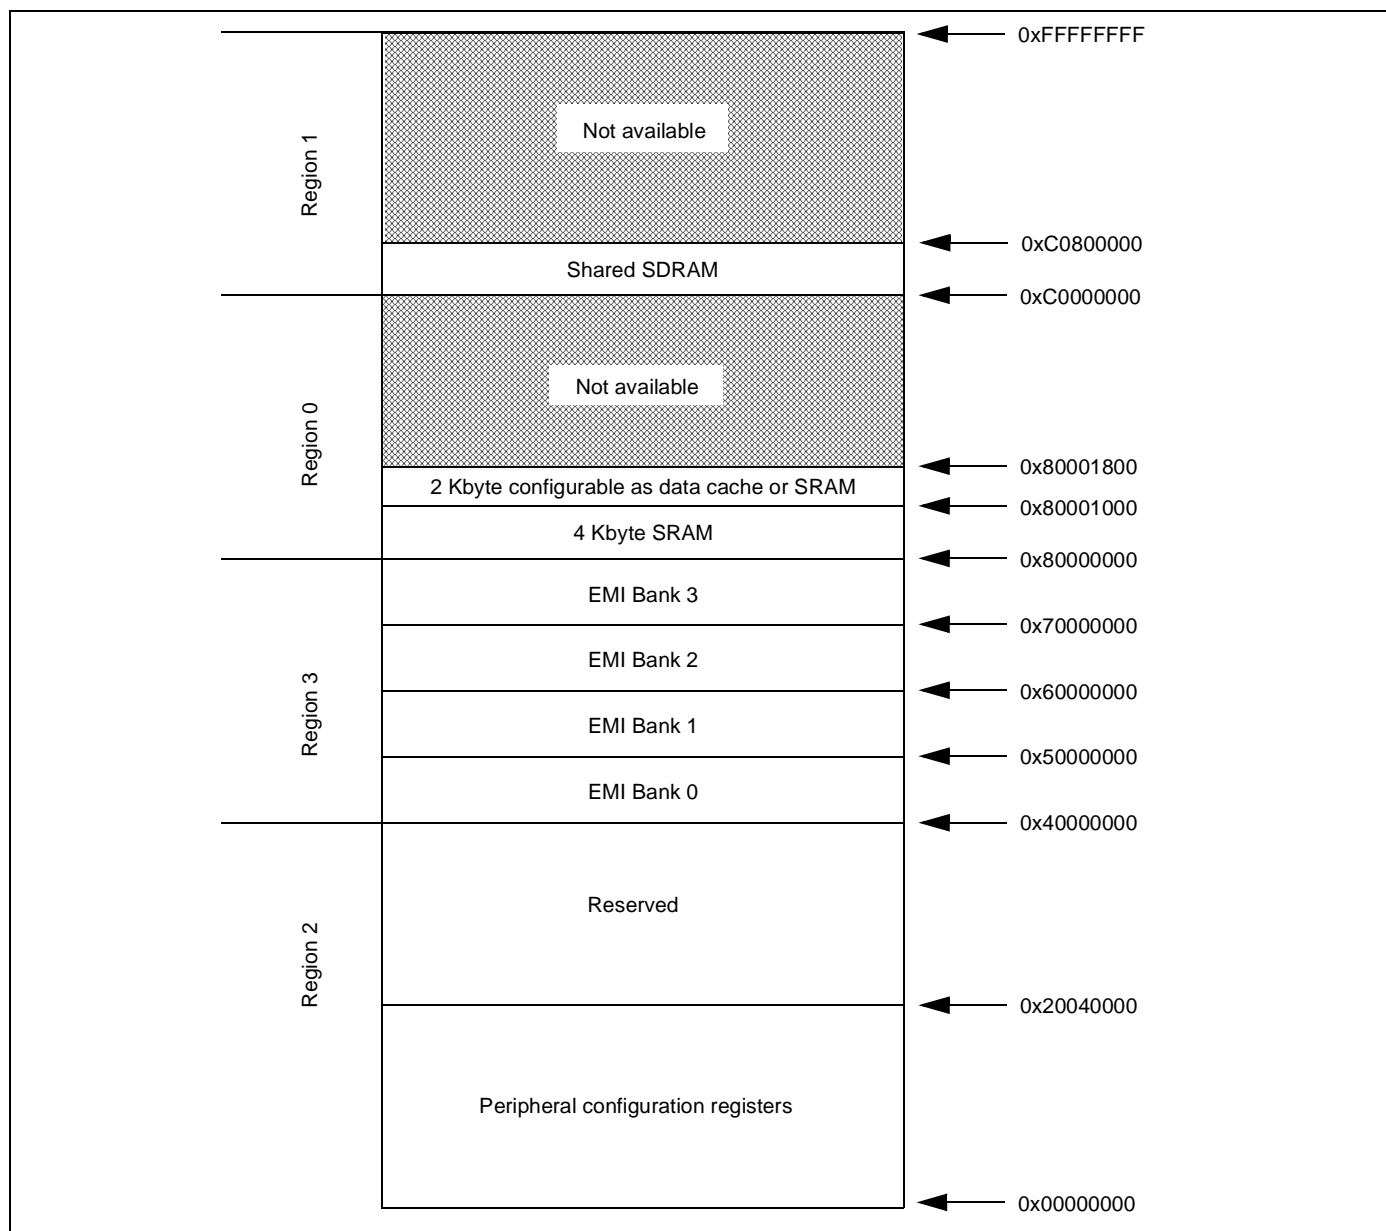 0xFFFFFFFF
Region 1
Not available
0xC0800000
Shared SDRAM
0xC0000000
Region 0
Not available
0x80001800
2 Kbyte configurable as data cache or SRAM
0x80001000
4 Kbyte SRAM
0x80000000
Region 3
EMI Bank 3
0x70000000
EMI Bank 2
0x60000000
EMI Bank 1
0x50000000
EMI Bank 0
0x40000000
Region 2
Reserved
0x20040000
Peripheral configuration registers
0x00000000